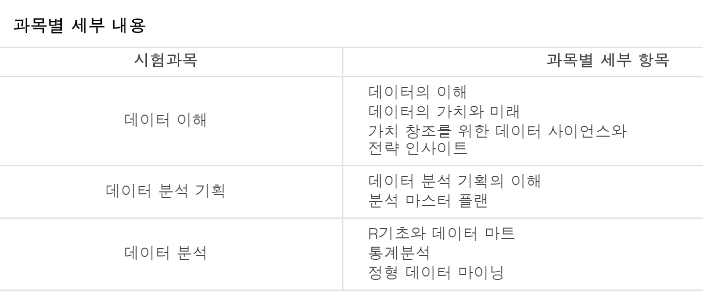 과목별 세부 내용
시험과목
과목별 세부 항목
데이터 이해
데이터의 이해
데이터의 가치와 미래
가치 창조를 위한 데이터 사이언스와
전략 인사이트
데이터 분석 기획
데이터 분석 기획의 이해
분석 마스터 플랜
데이터 분석
R기초와 데이터 마트
통계분석
정형 데이터 마이닝